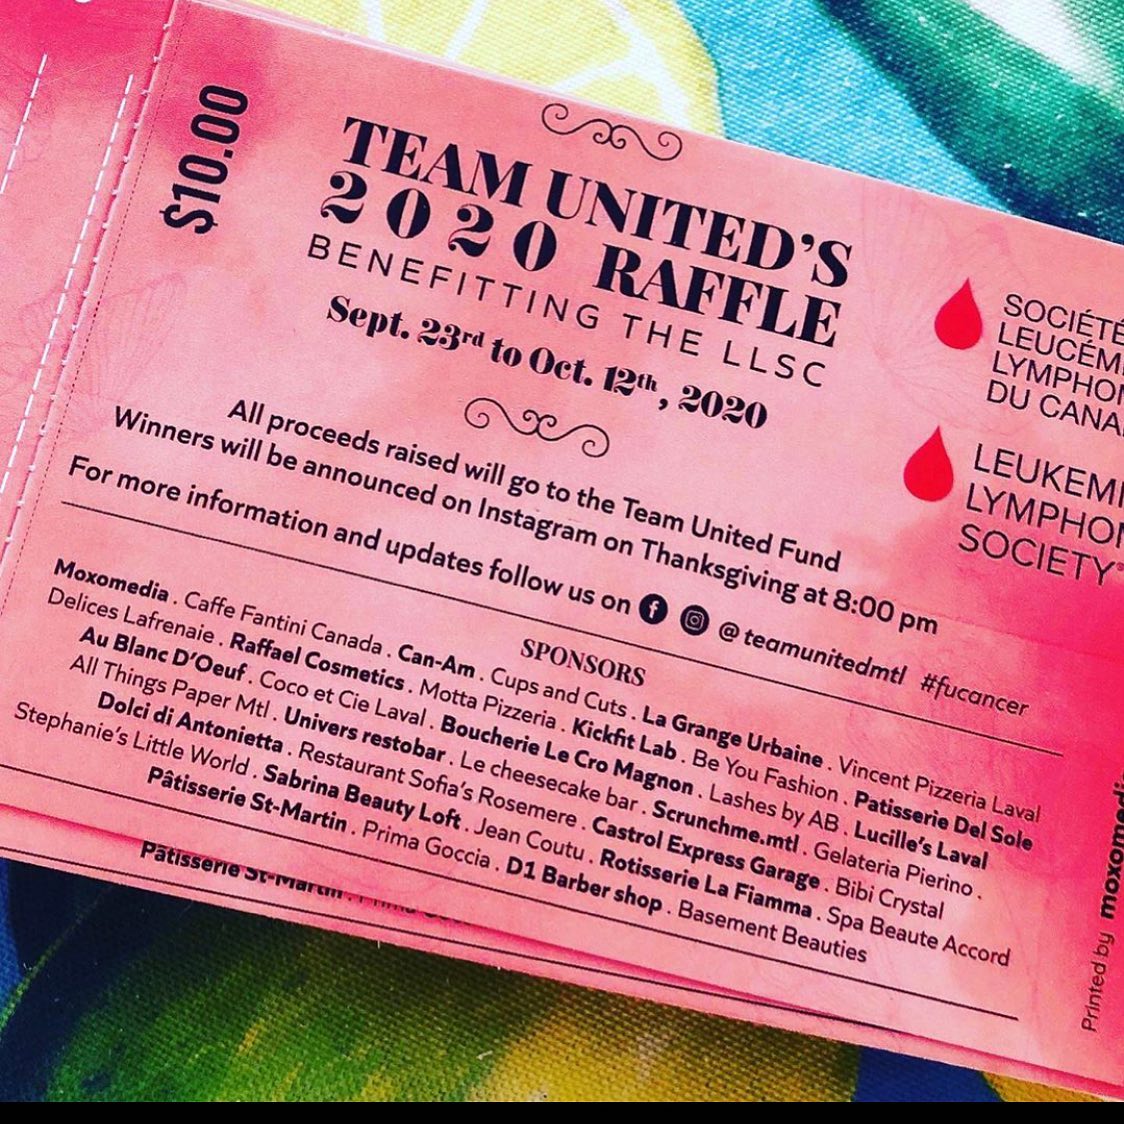 $10.00
TEAM UNITED'S
2020 RAFFLE
BENEFITTING THE LLSC
Sept. 23rd to Oct. 12th, 2020
All proceeds raised will go to the Team United Fund
Winners will be announced on Instagram on Thanksgiving at 8:00 pm
For more information and updates follow us on @teamunitedmtl #fucancer
SOCIÉTÉ
LEUCÉMI
LYMPHOM
DU CANA
LEUKEMI
LYMPHOM
SOCIETY®
SPONSORS
Moxomedia . Caffe Fantini Canada . Can-Am . Cups and Cuts . La Grange Urbaine . Vincent Pizzeria Laval
Delices Lafrenaie . Raffael Cosmetics . Motta Pizzeria . Kickfit Lab . Be You Fashion . Patisserie Del Sole
Au Blanc D'Oeuf . Coco et Cie Laval . Boucherie Le Cro Magnon . Lashes by AB . Lucille's Laval
All Things Paper Mtl . Univers restobar . Le cheesecake bar . Scrunchme.mtl . Gelateria Pierino .
Dolci di Antonietta . Restaurant Sofia's Rosemere . Castrol Express Garage . Bibi Crystal
Stephanie's Little World . Sabrina Beauty Loft . Jean Coutu . Rotisserie La Fiamma . Spa Beaute Accord
Pâtisserie St-Martin . Prima Goccia . D1 Barber shop . Basement Beauties
Pâtisserie St-Martin . Prima
Printed by moxomedia